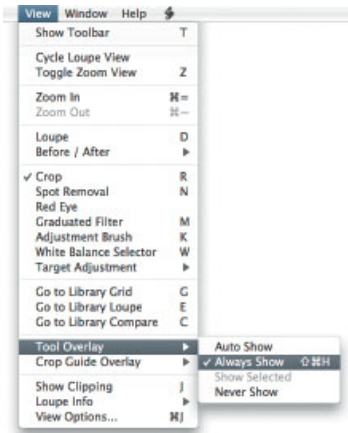 View Window Help
Show Toolbar T
Cycle Loupe View
Toggle Zoom View Z
Zoom In ⌘=
Zoom Out ⌘−
Loupe D
Before / After ▶
✓ Crop R
Spot Removal N
Red Eye
Graduated Filter M
Adjustment Brush K
White Balance Selector W
Target Adjustment ▶
Go to Library Grid G
Go to Library Loupe E
Go to Library Compare C
Tool Overlay ▶
Auto Show
Crop Guide Overlay ▶
✓ Always Show ⇧⌘H
Show Selected
Show Clipping J
Never Show
Loupe Info ▶
View Options... ⌘J